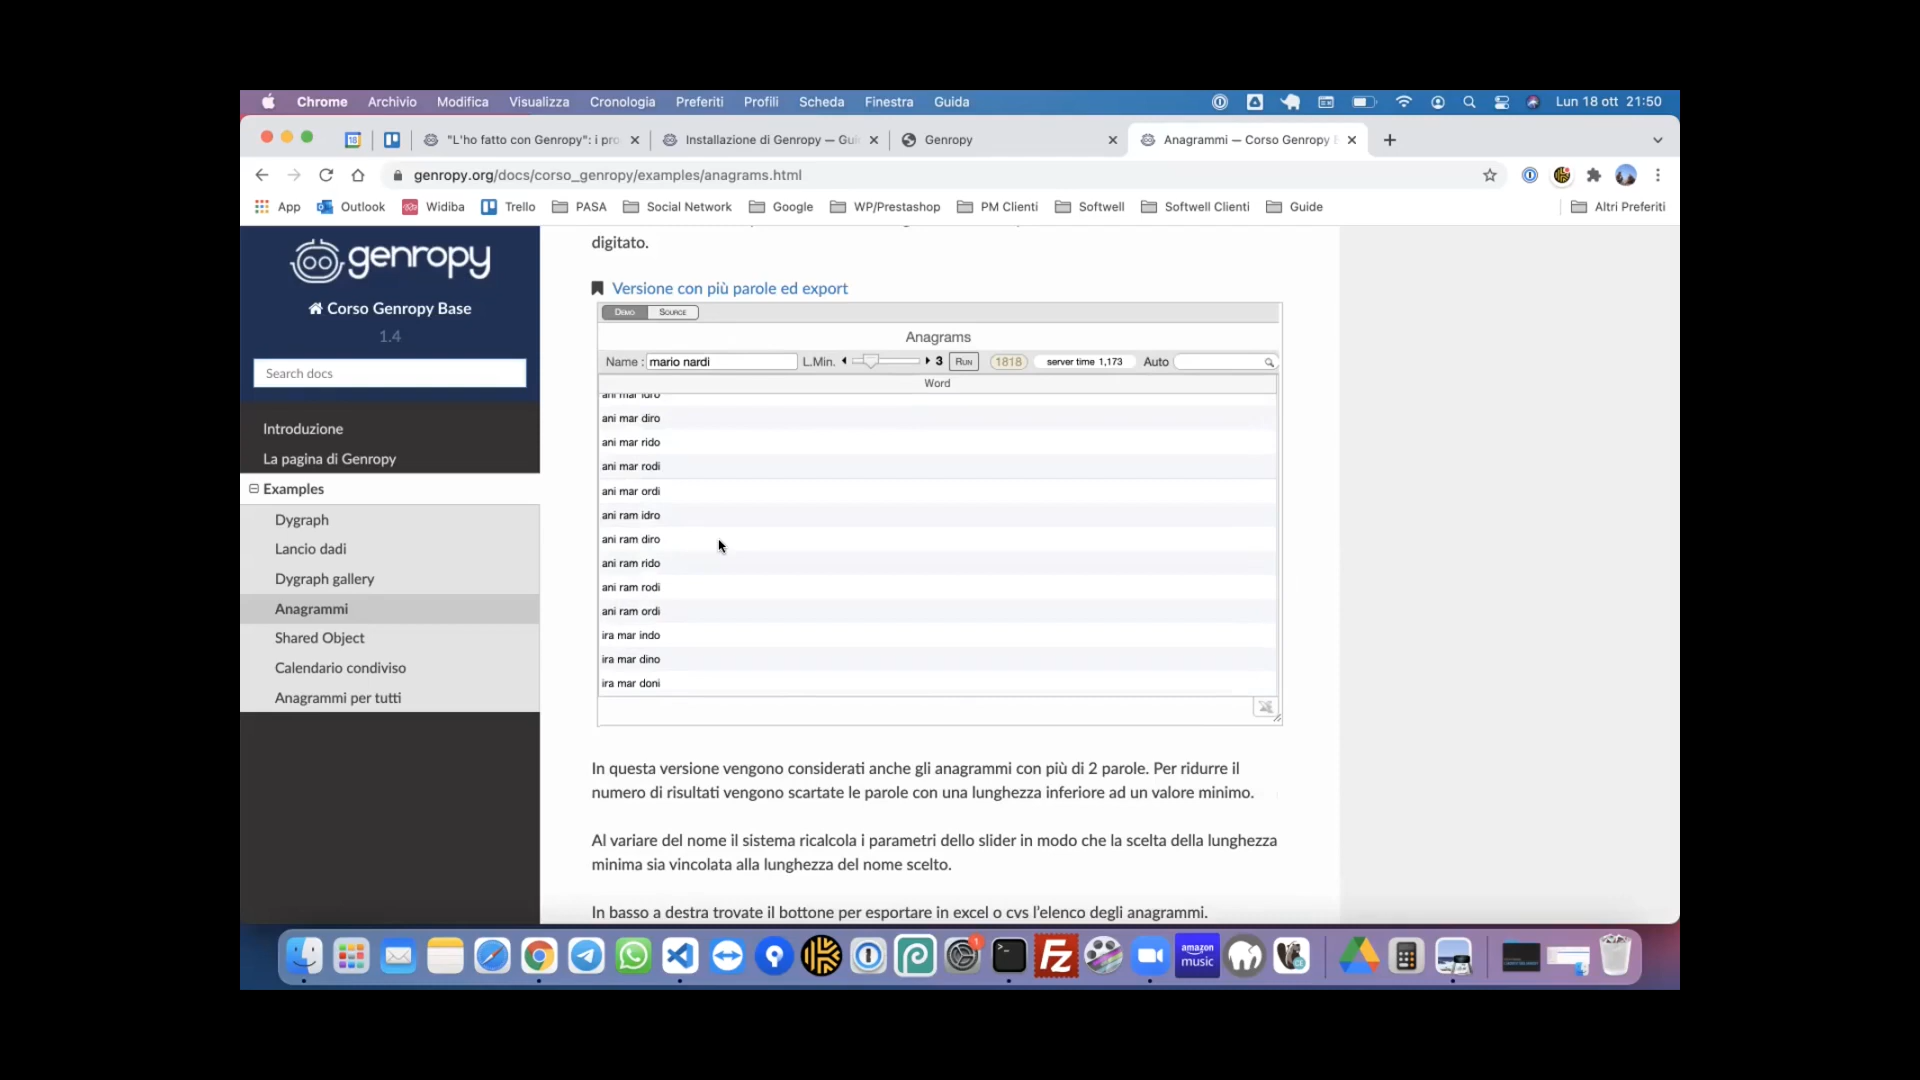 Chrome Archivio Modifica Visualizza Cronologia Preferiti Profili Scheda Finestra Guida Lun 18 ott 21:50
"L'ho fatto con Genropy": i pro Installazione di Genropy — Gui Genropy Anagrammi — Corso Genropy
genropy.org/docs/corso_genropy/examples/anagrams.html
App Outlook Widiba Trello PASA Social Network Google WP/Prestashop PM Clienti Softwell Softwell Clienti Guide Altri Preferiti
genropy
Corso Genropy Base
1.4
Search docs
Introduzione
La pagina di Genropy
Examples
Dygraph
Lancio dadi
Dygraph gallery
Anagrammi
Shared Object
Calendario condiviso
Anagrammi per tutti
digitato.
Versione con più parole ed export
Demo Source
Anagrams
Name : mario nardi L.Min. 3 Run 1818 server time 1,173 Auto
Word
ani mar idro
ani mar diro
ani mar rido
ani mar rodi
ani mar ordi
ani ram idro
ani ram diro
ani ram rido
ani ram rodi
ani ram ordi
ira mar indo
ira mar dino
ira mar doni
In questa versione vengono considerati anche gli anagrammi con più di 2 parole. Per ridurre il
numero di risultati vengono scartate le parole con una lunghezza inferiore ad un valore minimo.
Al variare del nome il sistema ricalcola i parametri dello slider in modo che la scelta della lunghezza
minima sia vincolata alla lunghezza del nome scelto.
In basso a destra trovate il bottone per esportare in excel o cvs l'elenco degli anagrammi.
1
amazon
music